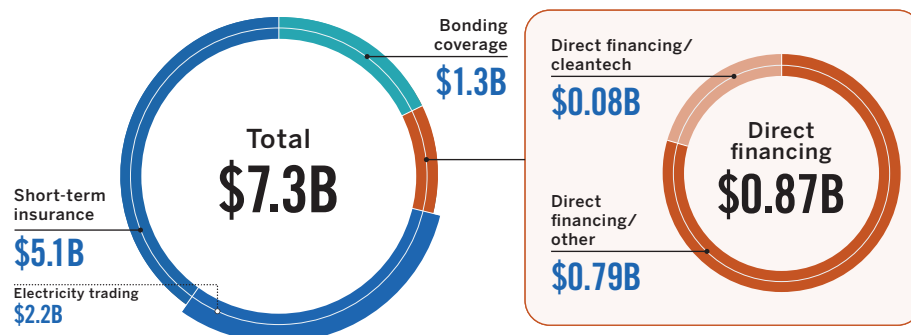 Bonding
coverage
$1.3B
Total
$7.3B
Short-term
insurance
$5.1B
Electricity trading
$2.2B
Direct financing/
cleantech
$0.08B
Direct
financing
$0.87B
Direct
financing/
other
$0.79B